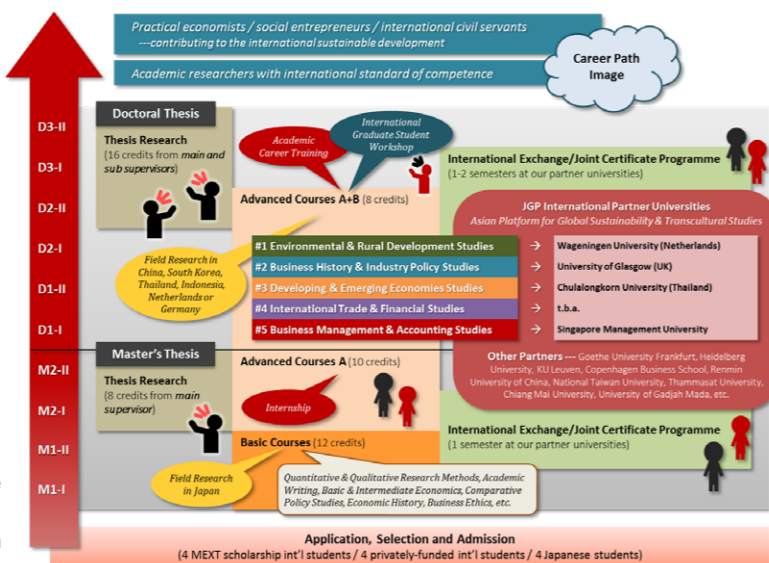 Practical economists / social entrepreneurs / international civil servants
---contributing to the international sustainable development
Academic researchers with international standard of competence
Career Path
Image
D3-II
D3-I
D2-II
D2-I
D1-II
D1-I
M2-II
M2-I
M1-II
M1-I
Doctoral Thesis
Thesis Research
(16 credits from main and
sub supervisors)
Academic
Career Training
International
Graduate Student
Workshop
International Exchange/Joint Certificate Programme
(1-2 semesters at our partner universities)
Advanced Courses A+B (8 credits)
Field Research in
China, South Korea,
Thailand, Indonesia,
Netherlands or
Germany
JGP International Partner Universities
Asian Platform for Global Sustainability & Transcultural Studies
#1 Environmental & Rural Development Studies
→ Wageningen University (Netherlands)
#2 Business History & Industry Policy Studies
→ University of Glasgow (UK)
#3 Developing & Emerging Economies Studies
→ Chulalongkorn University (Thailand)
#4 International Trade & Financial Studies
→ t.b.a.
#5 Business Management & Accounting Studies
→ Singapore Management University
Other Partners --- Goethe University Frankfurt, Heidelberg
University, KU Leuven, Copenhagen Business School, Renmin
University of China, National Taiwan University, Thammasat University,
Chiang Mai University, University of Gadjah Mada, etc.
Master's Thesis
Thesis Research
(8 credits from main
supervisor)
Advanced Courses A (10 credits)
Internship
International Exchange/Joint Certificate Programme
(1 semester at our partner universities)
Basic Courses (12 credits)
Field Research
in Japan
Quantitative & Qualitative Research Methods, Academic
Writing, Basic & Intermediate Economics, Comparative
Policy Studies, Economic History, Business Ethics, etc.
Application, Selection and Admission
(4 MEXT scholarship int'l students / 4 privately-funded int'l students / 4 Japanese students)